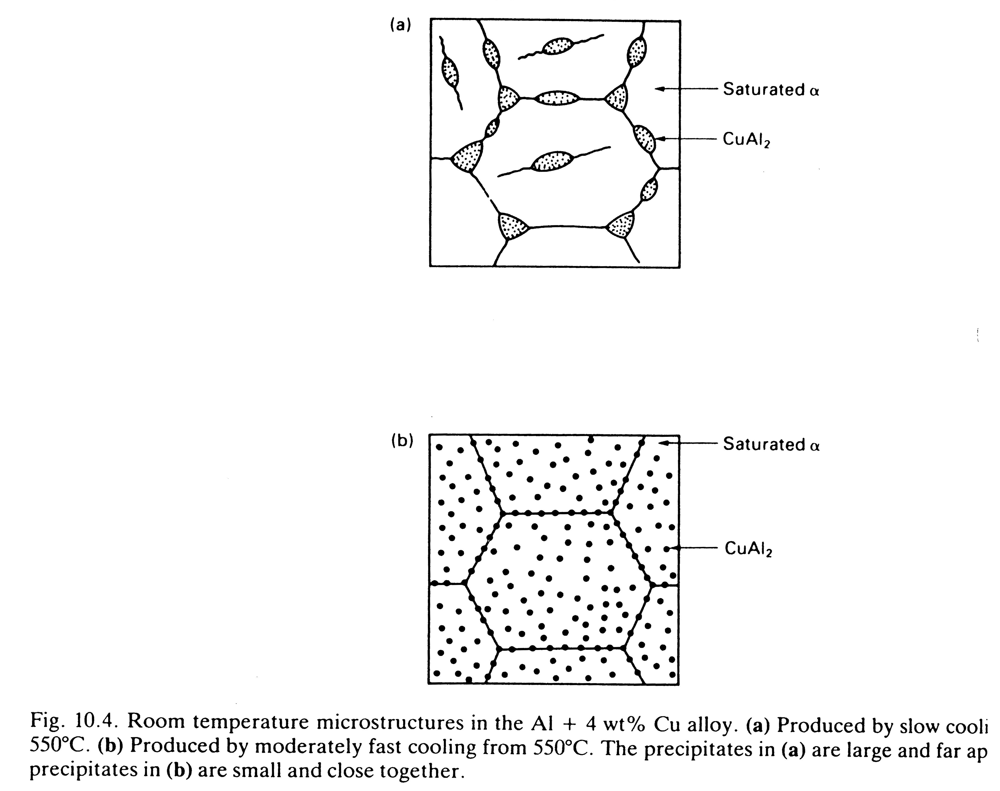 (a)
Saturated α
CuAl₂
(b)
Saturated α
CuAl₂
Fig. 10.4. Room temperature microstructures in the Al + 4 wt% Cu alloy. (a) Produced by slow cooli
550°C. (b) Produced by moderately fast cooling from 550°C. The precipitates in (a) are large and far ap
precipitates in (b) are small and close together.